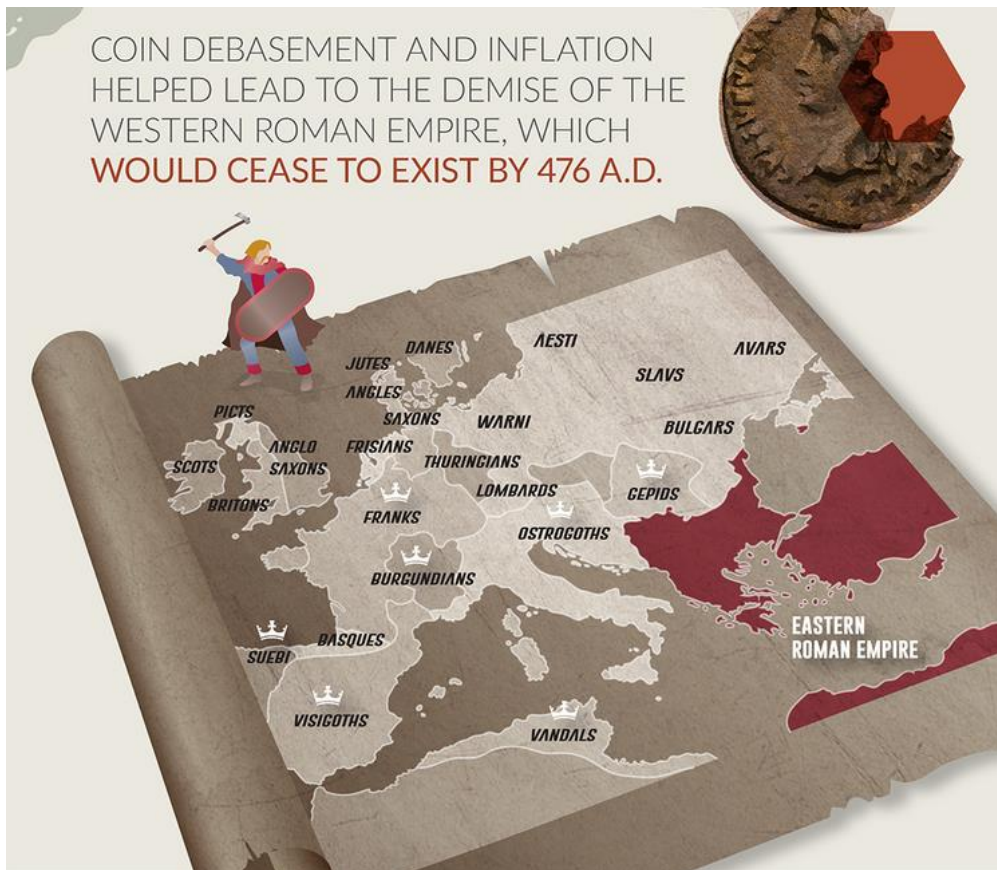 COIN DEBASEMENT AND INFLATION
HELPED LEAD TO THE DEMISE OF THE
WESTERN ROMAN EMPIRE, WHICH
WOULD CEASE TO EXIST BY 476 A.D.
AESTI
DANES
AVARS
JUTES
SLAVS
ANGLES
PICTS
SAXONS
WARNI
BULGARS
ANGLO
SAXONS
FRISIANS
SCOTS
THURINGIANS
LOMBARDS
GEPIDS
BRITONS
FRANKS
OSTROGOTHS
BURGUNDIANS
EASTERN
ROMAN EMPIRE
BASQUES
SUEBI
VISIGOTHS
VANDALS